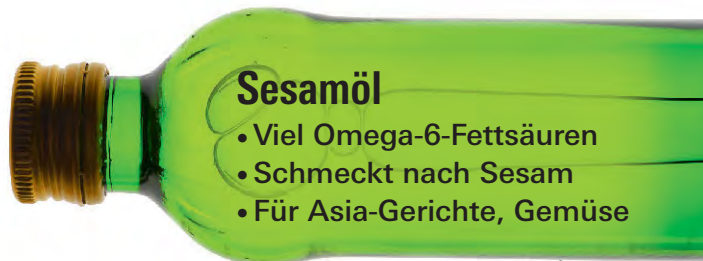 Sesamöl
• Viel Omega-6-Fettsäuren
• Schmeckt nach Sesam
• Für Asia-Gerichte, Gemüse